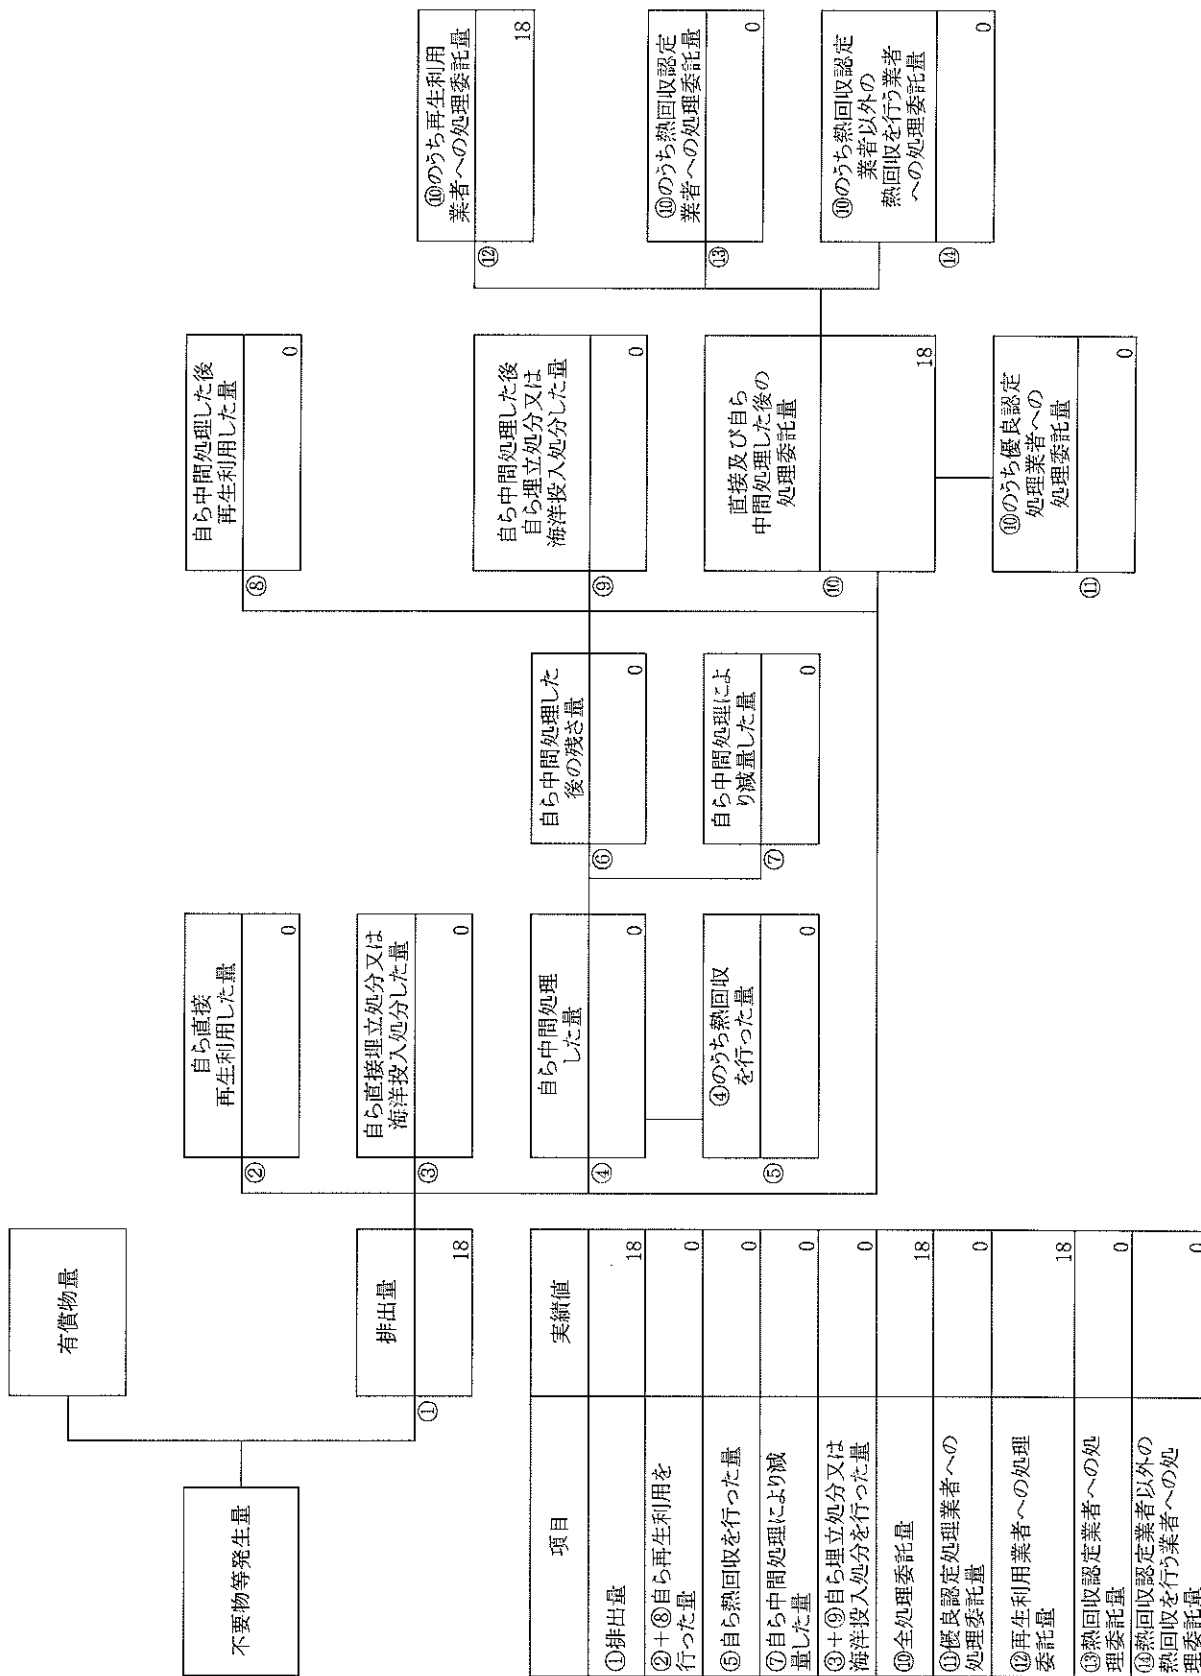 不要物等発生量
有償物量
①
排出量
18
②
自ら直接
再生利用した量
0
③
自ら直接埋立処分又は
海洋投入処分した量
0
④
自ら中間処理
した量
0
⑤
④のうち熱回収
を行った量
0
⑥
自ら中間処理した
後の残さ量
0
⑦
自ら中間処理によ
り減量した量
0
⑧
自ら中間処理した後
再生利用した量
0
⑨
自ら中間処理した後
自ら埋立処分又は
海洋投入処分した量
0
⑩
直接及び自ら
中間処理した後の
処理委託量
18
⑪
⑩のうち優良認定
処理業者への
処理委託量
0
⑫
⑩のうち再生利用
業者への処理委託量
18
⑬
⑩のうち熱回収認定
業者への処理委託量
0
⑭
⑩のうち熱回収認定
業者以外の
熱回収を行う業者
への処理委託量
0
項目 実績値
①排出量 18
②+⑧自ら再生利用を
行った量 0
⑤自ら熱回収を行った量 0
⑦自ら中間処理により減
量した量 0
③+⑨自ら埋立処分又は
海洋投入処分を行った量 0
⑩全処理委託量 18
⑪優良認定処理業者への
処理委託量 0
⑫再生利用業者への処理
委託量 18
⑬熱回収認定業者への処
理委託量 0
⑭熱回収認定業者以外の
熱回収を行う業者への処
理委託量 0